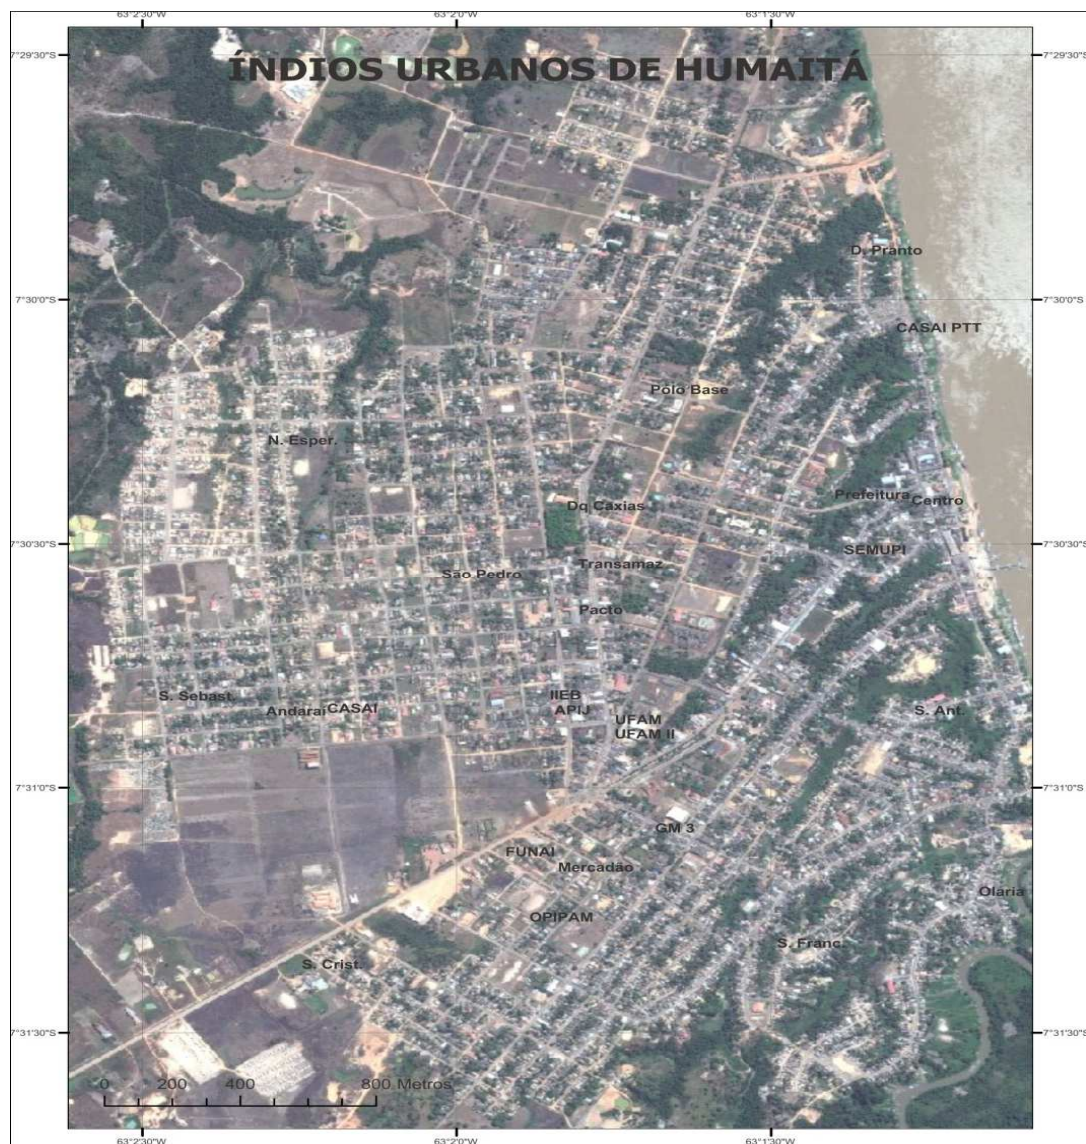 63°2'30"S 63°2'0"W 63°1'30"W
7°29'30"S 7°29'30"S
ÍNDIOS URBANOS DE HUMAITÁ
D. Pranto
7°30'0"S 7°30'0"S
CASAI PTT
Pólo Base
N. Esper.
Prefeitura Centro
Dq Caxias
7°30'30"S 7°30'30"S
SEMUPI
Transamaz
São Pedro
Pacto
S. Sebast. IIEB
Andaraí CASAI APIJ S. Ant.
UFAM
UFAM II
7°31'0"S 7°31'0"S
GM 3
FUNAI
Mercadão
Olaria
OPIPAM
S. Franc.
S. Crist.
7°31'30"S 7°31'30"S
0 200 400 800 Metros
63°2'30"W 63°2'0"W 63°1'30"W